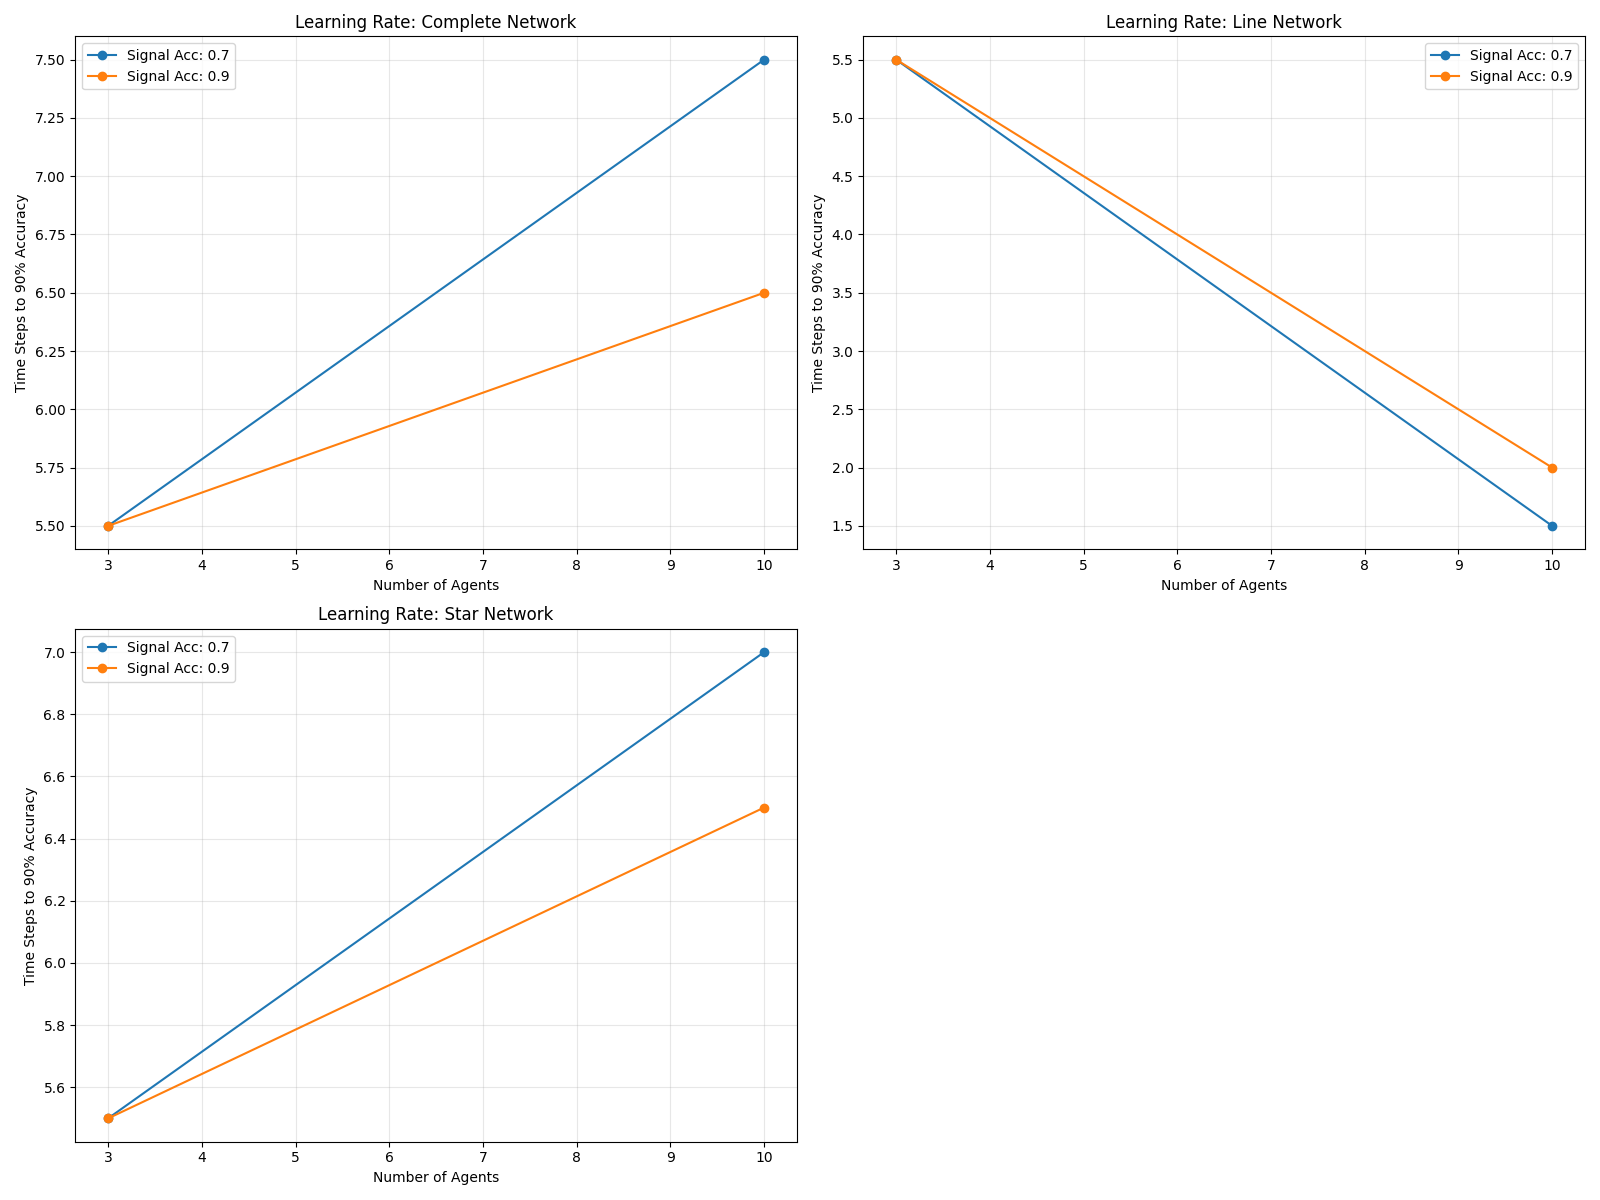 Learning Rate: Complete Network
Signal Acc: 0.7
Signal Acc: 0.9
Time Steps to 90% Accuracy
7.50
7.25
7.00
6.75
6.50
6.25
6.00
5.75
5.50
3 4 5 6 7 8 9 10
Number of Agents
Learning Rate: Line Network
Signal Acc: 0.7
Signal Acc: 0.9
Time Steps to 90% Accuracy
5.5
5.0
4.5
4.0
3.5
3.0
2.5
2.0
1.5
3 4 5 6 7 8 9 10
Number of Agents
Learning Rate: Star Network
Signal Acc: 0.7
Signal Acc: 0.9
Time Steps to 90% Accuracy
7.0
6.8
6.6
6.4
6.2
6.0
5.8
5.6
3 4 5 6 7 8 9 10
Number of Agents